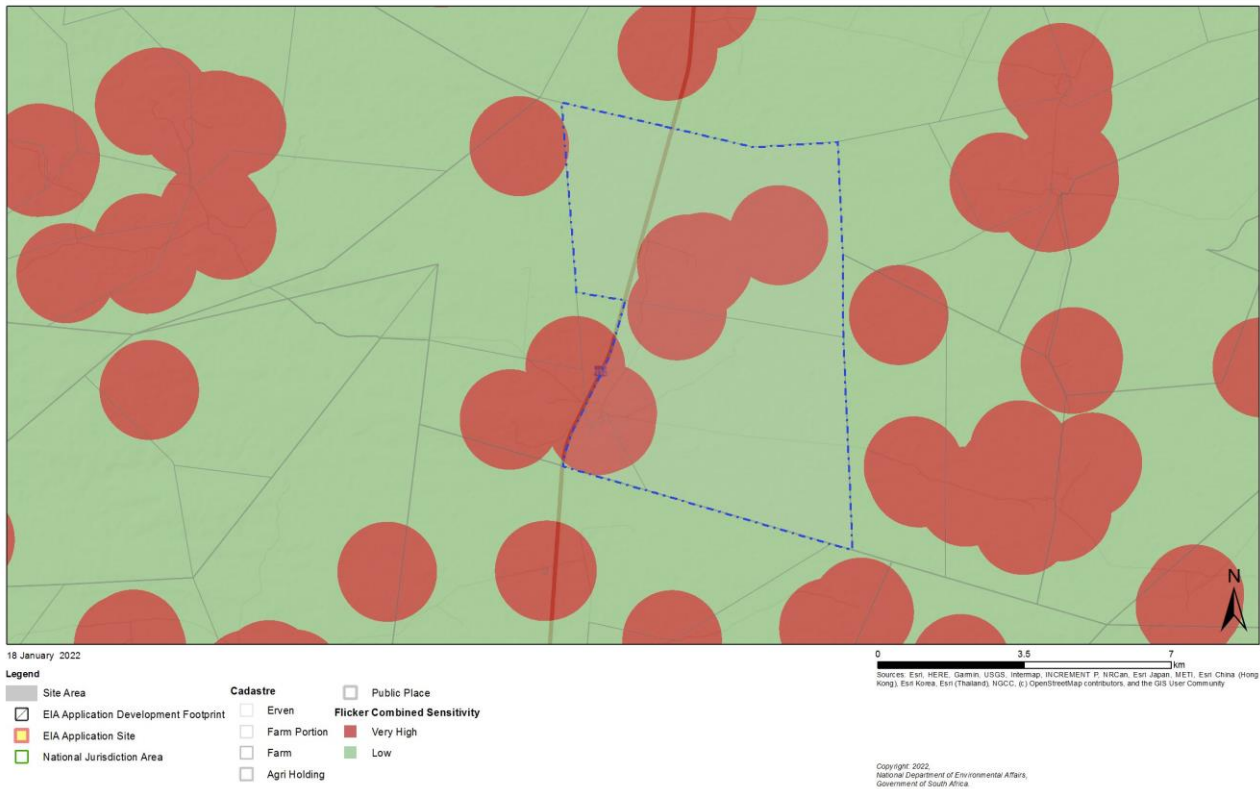 N
18 January 2022
0 3.5 7
km
Sources: Esri, HERE, Garmin, USGS, Intermap, INCREMENT P, NRCan, Esri Japan, METI, Esri China (Hong
Kong), Esri Korea, Esri (Thailand), NGCC, (c) OpenStreetMap contributors, and the GIS User Community
Legend
Site Area
EIA Application Development Footprint
EIA Application Site
National Jurisdiction Area
Cadastre
Erven
Farm Portion
Farm
Agri Holding
Public Place
Flicker Combined Sensitivity
Very High
Low
Copyright: 2022,
National Department of Environmental Affairs,
Government of South Africa.